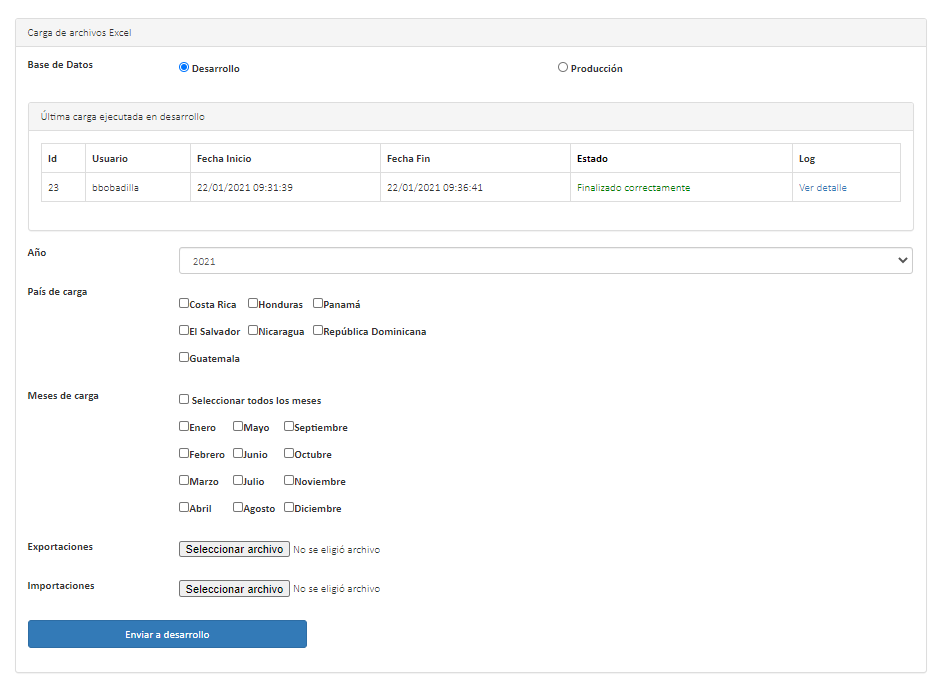 Carga de archivos Excel
Base de Datos
Desarrollo
Producción
Última carga ejecutada en desarrollo
Id Usuario Fecha Inicio Fecha Fin Estado Log
23 bbobadilla 22/01/2021 09:31:39 22/01/2021 09:36:41 Finalizado correctamente Ver detalle
Año
2021
País de carga
Costa Rica Honduras Panamá
El Salvador Nicaragua República Dominicana
Guatemala
Meses de carga
Seleccionar todos los meses
Enero Mayo Septiembre
Febrero Junio Octubre
Marzo Julio Noviembre
Abril Agosto Diciembre
Exportaciones
Seleccionar archivo No se eligió archivo
Importaciones
Seleccionar archivo No se eligió archivo
Enviar a desarrollo